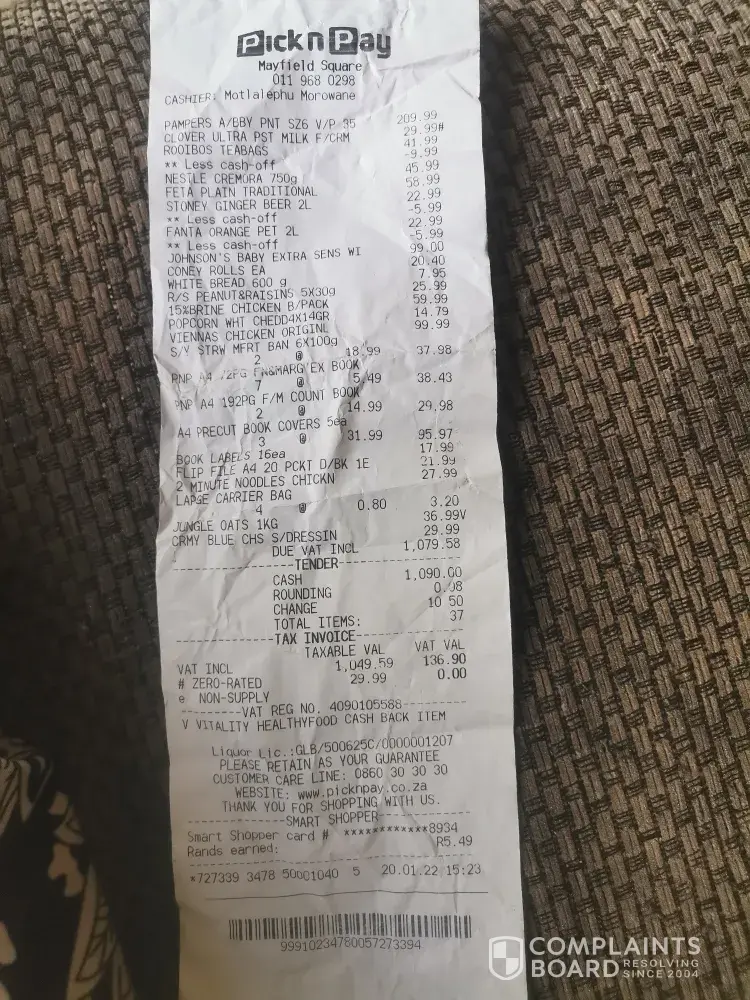 Pick n Pay
Mayfield Square
011 968 0298
CASHIER: Motlalephu Morowane
PAMPERS A/BBY PNT SZ6 V/P 35 209.99
CLOVER ULTRA PST MILK F/CRM 29.99#
ROOIBOS TEABAGS 41.99
** Less cash-off -9.99
NESTLE CREMORA 750g 45.99
FETA PLAIN TRADITIONAL 58.99
STONEY GINGER BEER 2L 22.99
** Less cash-off -5.99
FANTA ORANGE PET 2L 22.99
** Less cash-off -5.99
JOHNSON'S BABY EXTRA SENS WI 99.00
CONEY ROLLS EA 20.40
WHITE BREAD 600 g 7.95
R/S PEANUT&RAISINS 5X30g 25.99
15%BRINE CHICKEN B/PACK 59.99
POPCORN WHT CHEDD4X14GR 14.79
VIENNAS CHICKEN ORIGINL 99.99
S/V STRW MFRT BAN 6X100g
2 @ 18.99 37.98
PNP A4 72PG FN&MARG EX BOOK
7 @ 5.49 38.43
PNP A4 192PG F/M COUNT BOOK
2 @ 14.99 29.98
A4 PRECUT BOOK COVERS 5ea
3 @ 31.99 95.97
BOOK LABELS 16ea 17.99
FLIP FILE A4 20 PCKT D/BK 1E 21.99
2 MINUTE NOODLES CHICKN 27.99
LARGE CARRIER BAG
4 @ 0.80 3.20
JUNGLE OATS 1KG 36.99V
CRMY BLUE CHS S/DRESSIN 29.99
DUE VAT INCL 1,079.58
---------------TENDER---------------
CASH 1,090.00
ROUNDING 0.08
CHANGE 10 50
TOTAL ITEMS: 37
------------TAX INVOICE-------------
TAXABLE VAL VAT VAL
VAT INCL 1,049.59 136.90
# ZERO-RATED 29.99 0.00
e NON-SUPPLY
--------VAT REG NO. 4090105588--------
V VITALITY HEALTHYFOOD CASH BACK ITEM
Liquor Lic.:GLB/500625C/0000001207
PLEASE RETAIN AS YOUR GUARANTEE
CUSTOMER CARE LINE: 0860 30 30 30
WEBSITE: www.picknpay.co.za
THANK YOU FOR SHOPPING WITH US.
------------SMART SHOPPER------------
Smart Shopper card # ************8934
Rands earned: R5.49
*727339 3478 50001040 5 20.01.22 15:23
99910234780057273394
COMPLAINTS
BOARD RESOLVING SINCE 2004